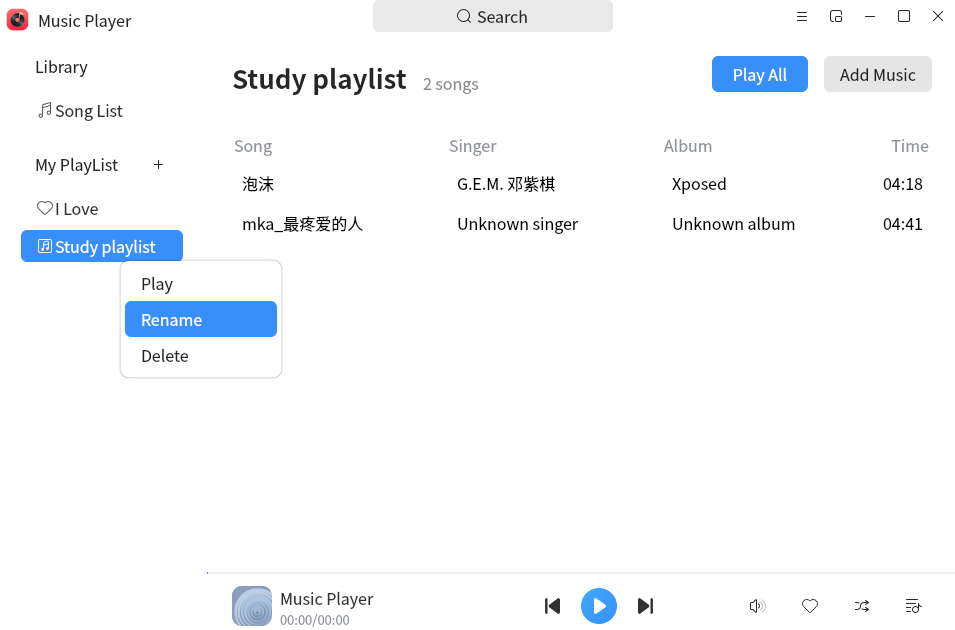 Music Player
Search
Library
Song List
My PlayList +
I Love
Study playlist
Play
Rename
Delete
Study playlist 2 songs
Play All
Add Music
Song Singer Album Time
泡沫 G.E.M. 邓紫棋 Xposed 04:18
mka_最疼爱的人 Unknown singer Unknown album 04:41
Music Player
00:00/00:00